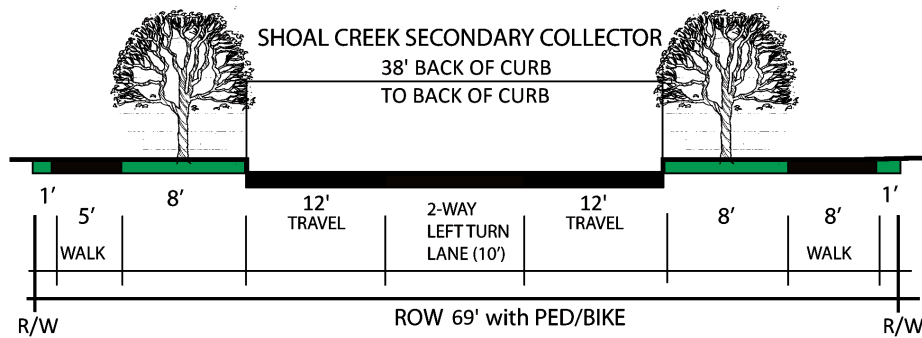 SHOAL CREEK SECONDARY COLLECTOR
38' BACK OF CURB
TO BACK OF CURB
1’
5’
WALK
8’
12'
TRAVEL
2-WAY
LEFT TURN
LANE (10’)
12'
TRAVEL
8’
8’
WALK
1’
R/W
ROW 69' with PED/BIKE
R/W